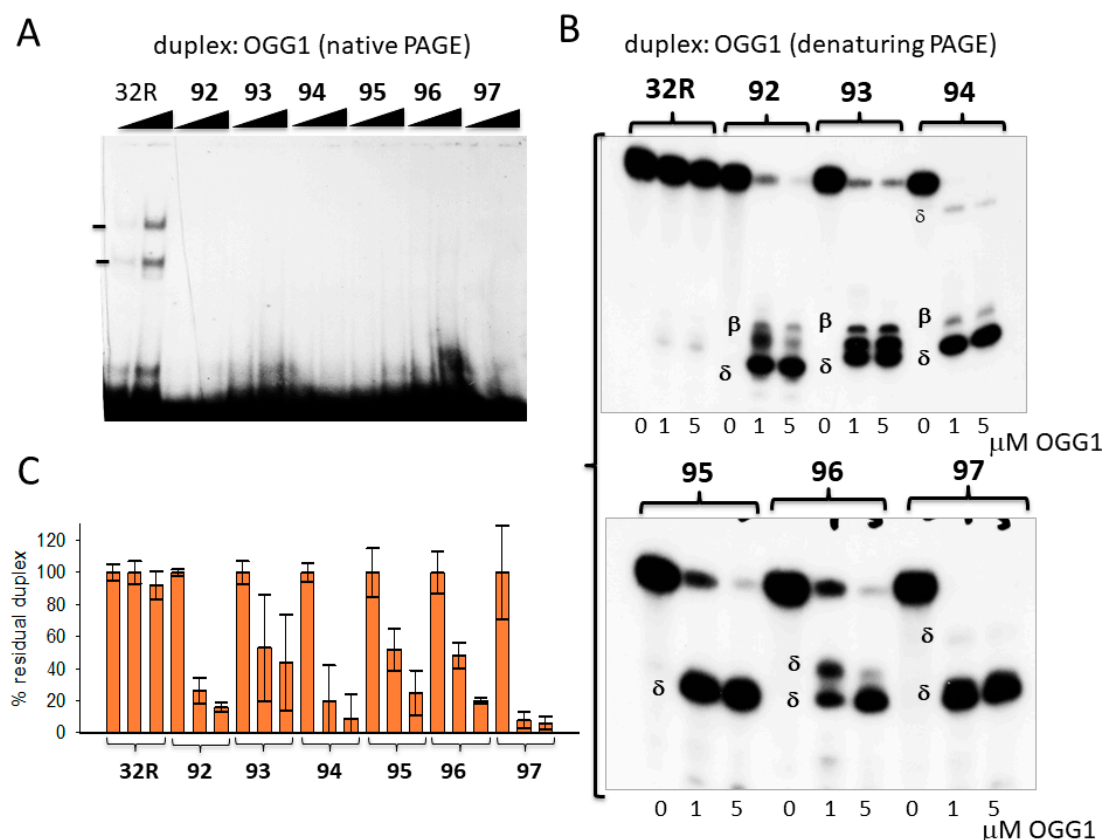 A
duplex: OGG1 (native PAGE)
32R 92 93 94 95 96 97
B
duplex: OGG1 (denaturing PAGE)
32R 92 93 94
δ
β β β
δ δ δ
0 1 5 0 1 5 0 1 5 0 1 5
μM OGG1
95 96 97
δ
δ
δ δ δ
0 1 5 0 1 5 0 1 5
μM OGG1
C
% residual duplex
120
100
80
60
40
20
0
32R 92 93 94 95 96 97